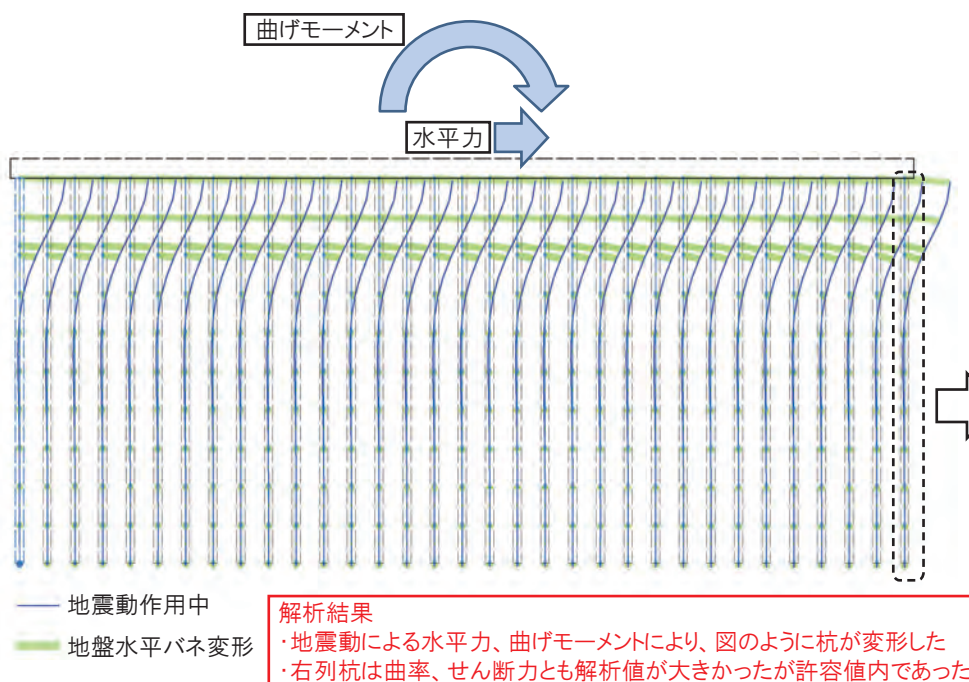 曲げモーメント
水平力
地震動作用中
地盤水平バネ変形
解析結果
・地震動による水平力、曲げモーメントにより、図のように杭が変形した
・右列杭は曲率、せん断力とも解析値が大きかったが許容値内であった